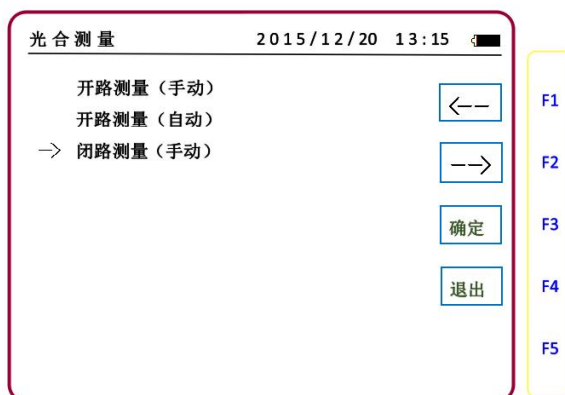 光合测量 2015/12/20 13:15
开路测量（手动）
开路测量（自动）
-> 闭路测量（手动）
<--
-->
确定
退出
F1
F2
F3
F4
F5